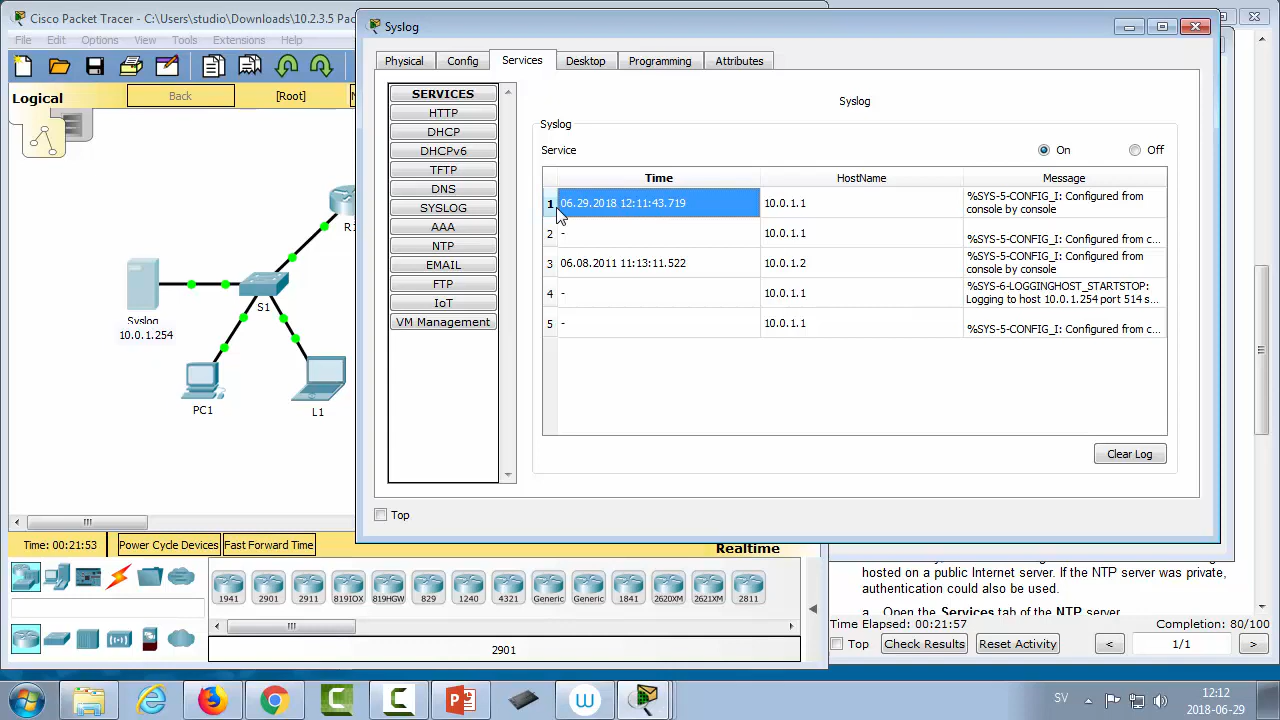 Cisco Packet Tracer - C:\Users\studio\Downloads\10.2.3.5 Pac
File Edit Options View Tools Extensions Help
Logical
Back
[Root]
Syslog
10.0.1.254
S1
PC1
L1
Time: 00:21:53
Power Cycle Devices
Fast Forward Time
Realtime
1941
2901
2911
819IOX
819HGW
829
1240
4321
Generic
Generic
1841
2620XM
2621XM
2811
2901
Syslog
Physical
Config
Services
Desktop
Programming
Attributes
SERVICES
HTTP
DHCP
DHCPv6
TFTP
DNS
SYSLOG
AAA
NTP
EMAIL
FTP
IoT
VM Management
Syslog
Syslog
Service
On
Off
Time HostName Message
1 06.29.2018 12:11:43.719 10.0.1.1 %SYS-5-CONFIG_I: Configured from
console by console
2 - 10.0.1.1 %SYS-5-CONFIG_I: Configured from c...
3 06.08.2011 11:13:11.522 10.0.1.2 %SYS-5-CONFIG_I: Configured from
console by console
4 - 10.0.1.1 %SYS-6-LOGGINGHOST_STARTSTOP:
Logging to host 10.0.1.254 port 514 s...
5 - 10.0.1.1 %SYS-5-CONFIG_I: Configured from c...
Clear Log
Top
hosted on a public Internet server. If the NTP server was private,
authentication could also be used.
a. Open the Services tab of the NTP server
Time Elapsed: 00:21:57
Completion: 80/100
Top
Check Results
Reset Activity
<
1/1
>
SV
12:12
2018-06-29